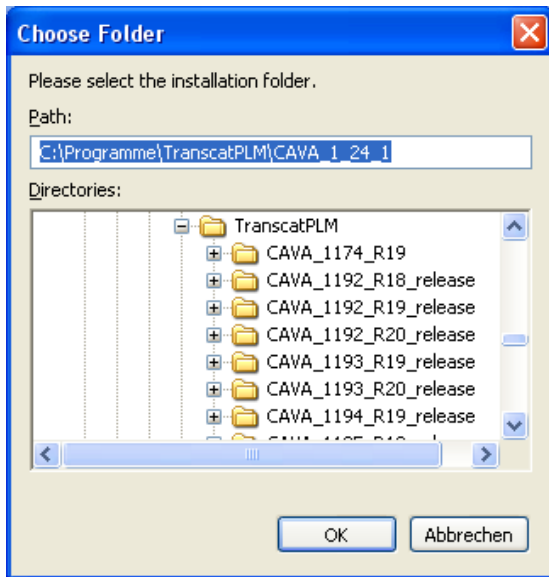 Choose Folder
Please select the installation folder.
Path:
C:\Programme\TranscatPLM\CAVA_1_24_1
Directories:
TranscatPLM
CAVA_1174_R19
CAVA_1192_R18_release
CAVA_1192_R19_release
CAVA_1192_R20_release
CAVA_1193_R19_release
CAVA_1193_R20_release
CAVA_1194_R19_release
OK
Abbrechen